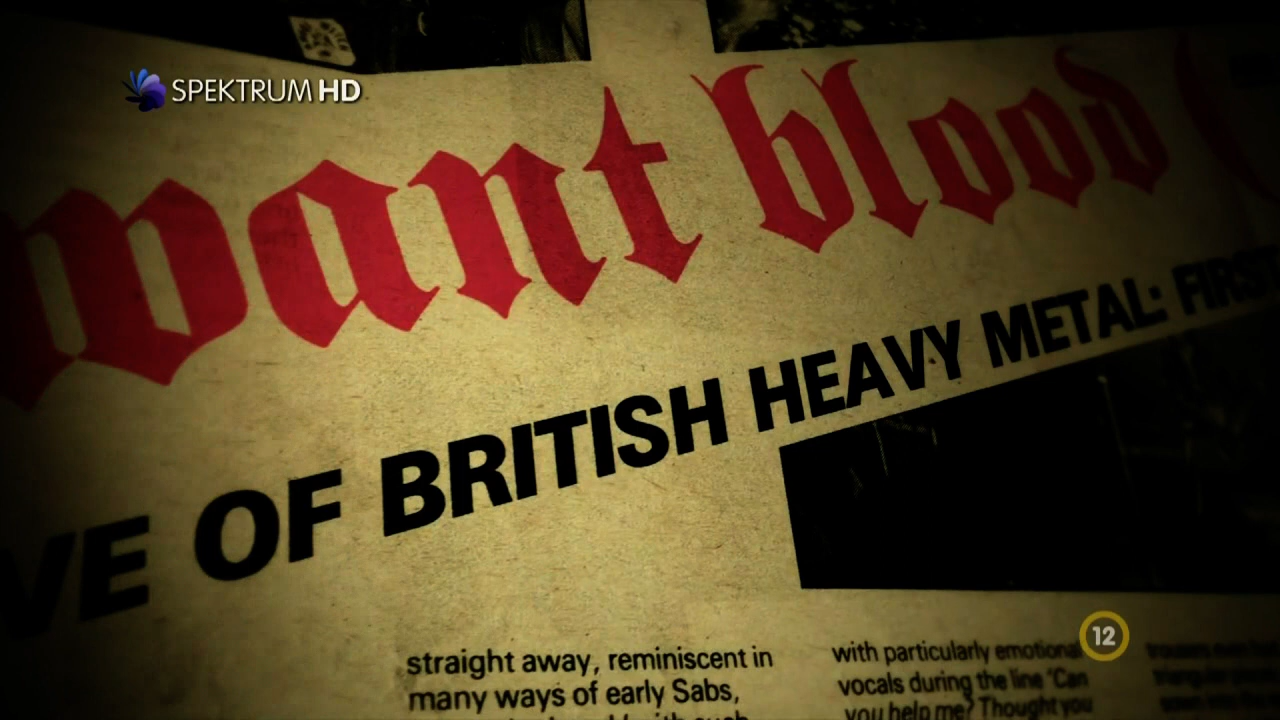 SPEKTRUM HD
want blood (
VE OF BRITISH HEAVY METAL: FIRST
straight away, reminiscent in
many ways of early Sabs,
with particularly emotional
vocals during the line 'Can
you help me? Thought you
12